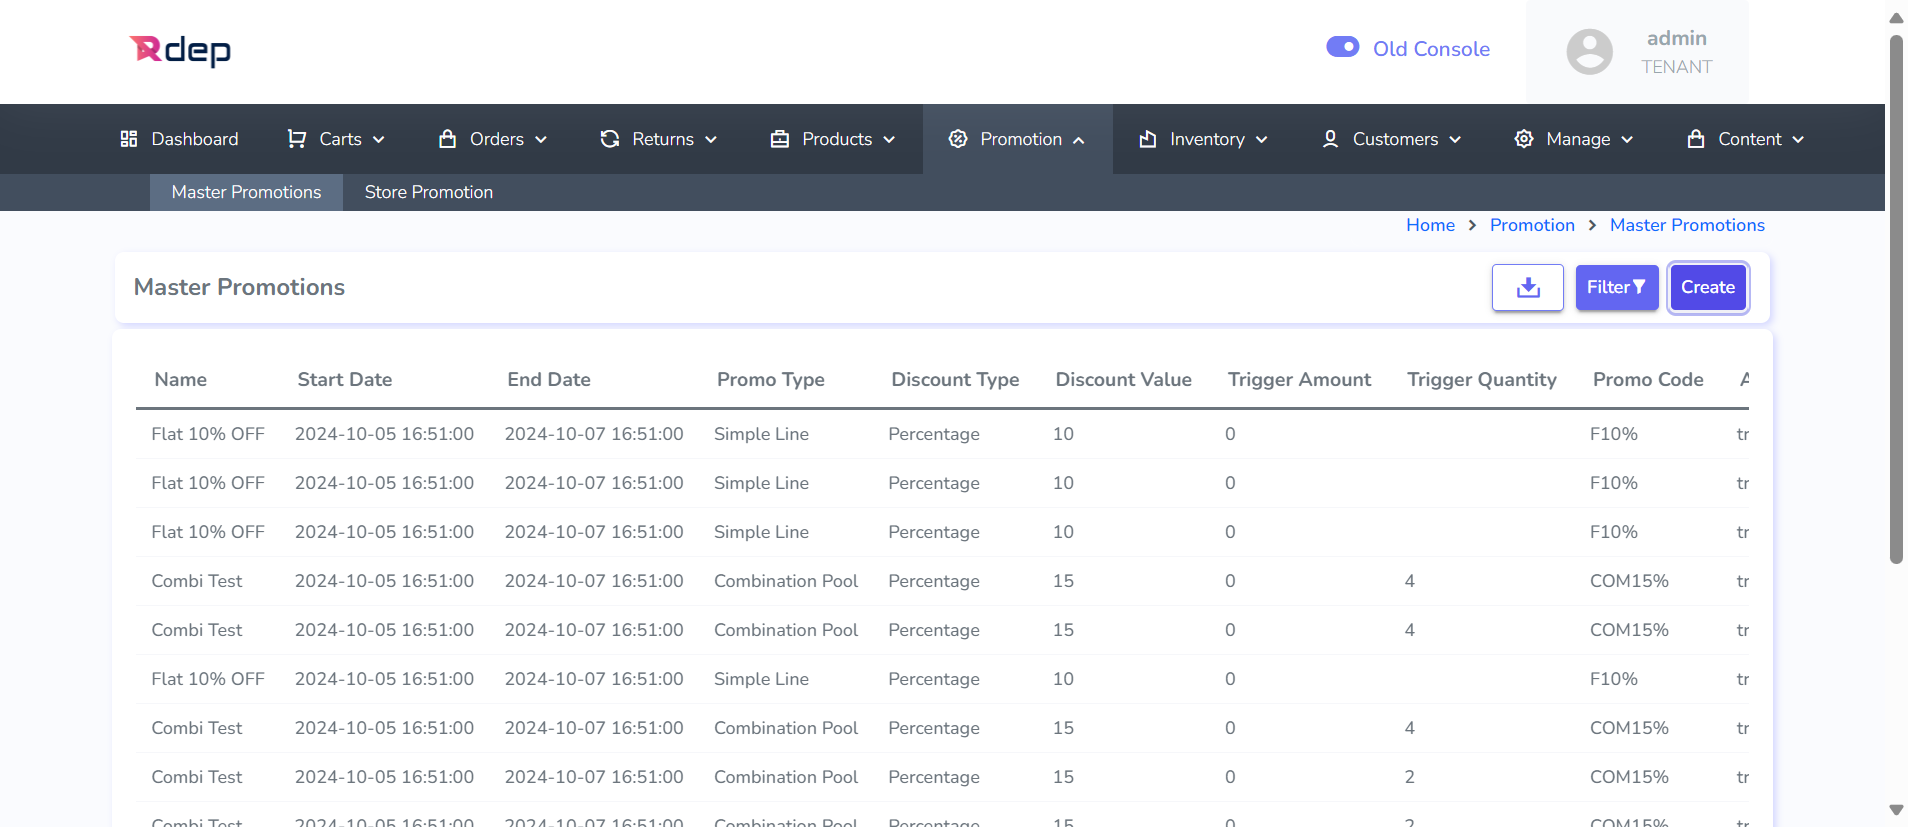 Rdep
Old Console
admin
TENANT
Dashboard Carts Orders Returns Products Promotion Inventory Customers Manage Content
Master Promotions Store Promotion
Home > Promotion > Master Promotions
Master Promotions Filter Create
Name Start Date End Date Promo Type Discount Type Discount Value Trigger Amount Trigger Quantity Promo Code A
Flat 10% OFF 2024-10-05 16:51:00 2024-10-07 16:51:00 Simple Line Percentage 10 0 F10% tr
Flat 10% OFF 2024-10-05 16:51:00 2024-10-07 16:51:00 Simple Line Percentage 10 0 F10% tr
Flat 10% OFF 2024-10-05 16:51:00 2024-10-07 16:51:00 Simple Line Percentage 10 0 F10% tr
Combi Test 2024-10-05 16:51:00 2024-10-07 16:51:00 Combination Pool Percentage 15 0 4 COM15% tr
Combi Test 2024-10-05 16:51:00 2024-10-07 16:51:00 Combination Pool Percentage 15 0 4 COM15% tr
Flat 10% OFF 2024-10-05 16:51:00 2024-10-07 16:51:00 Simple Line Percentage 10 0 F10% tr
Combi Test 2024-10-05 16:51:00 2024-10-07 16:51:00 Combination Pool Percentage 15 0 4 COM15% tr
Combi Test 2024-10-05 16:51:00 2024-10-07 16:51:00 Combination Pool Percentage 15 0 2 COM15% tr
Combi Test 2024-10-05 16:51:00 2024-10-07 16:51:00 Combination Pool Percentage 15 0 2 COM15% tr